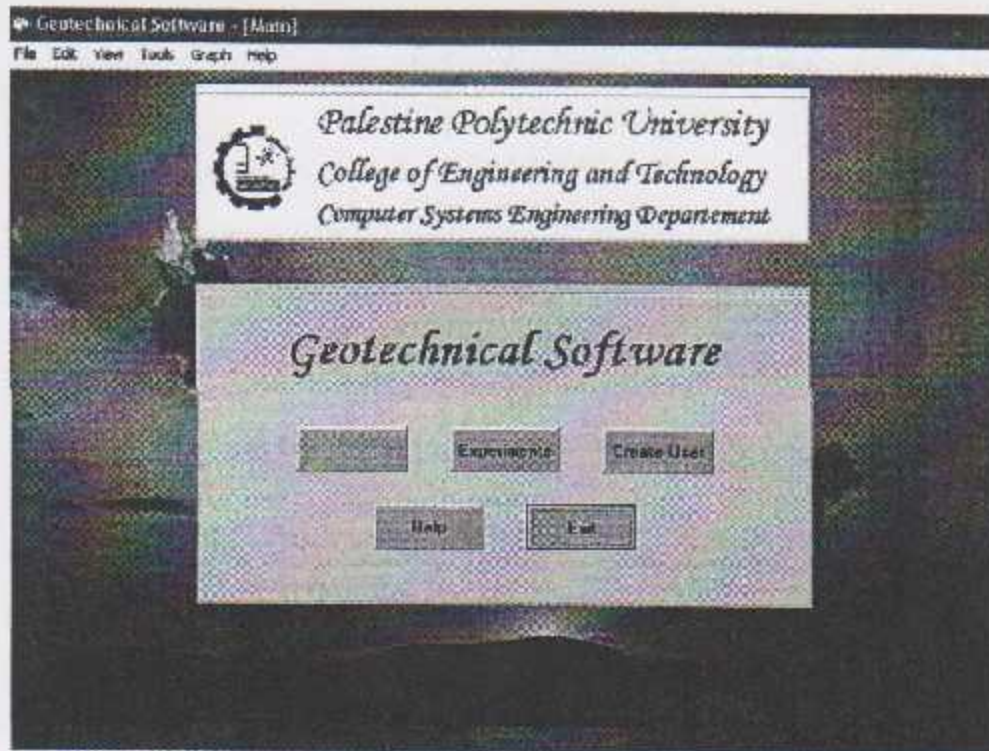 Geotechnical Software - [Main]
File Edit View Tools Graph Help
Palestine Polytechnic University
College of Engineering and Technology
Computer Systems Engineering Departement
Geotechnical Software
Experiments Create User
Help Exit